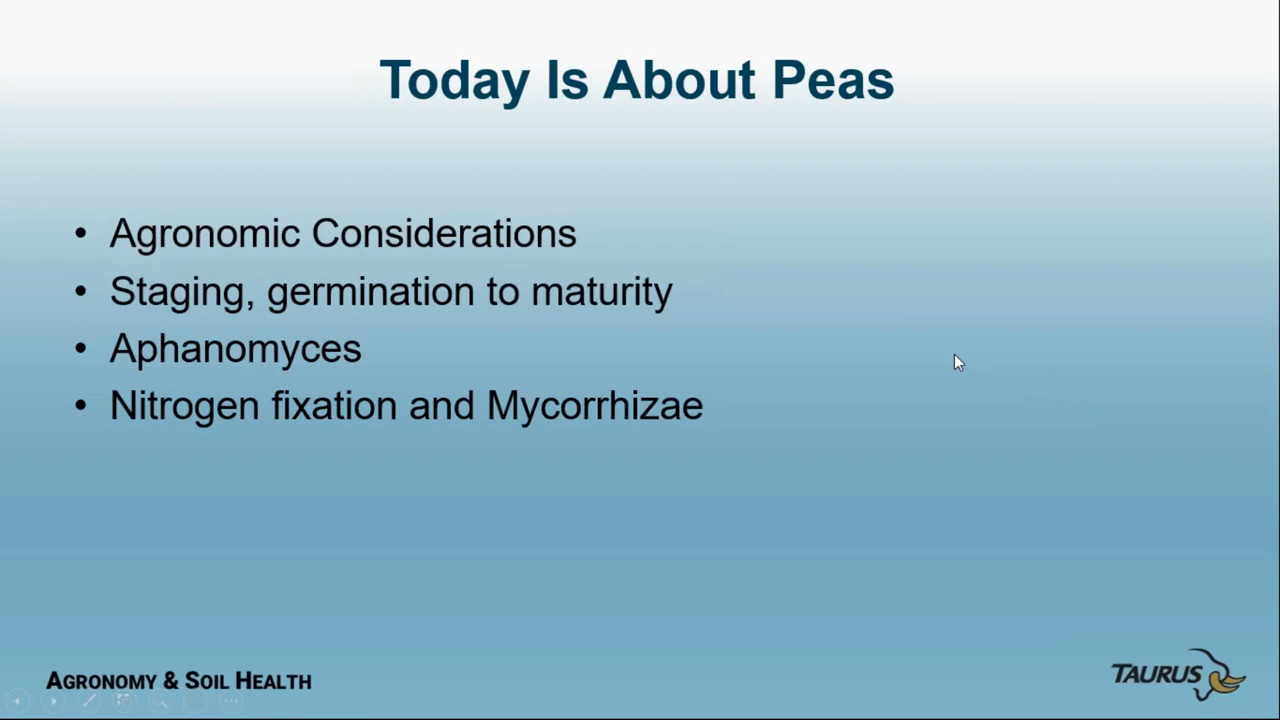 Today Is About Peas
• Agronomic Considerations
• Staging, germination to maturity
• Aphanomyces
• Nitrogen fixation and Mycorrhizae
AGRONOMY & SOIL HEALTH
TAURUS